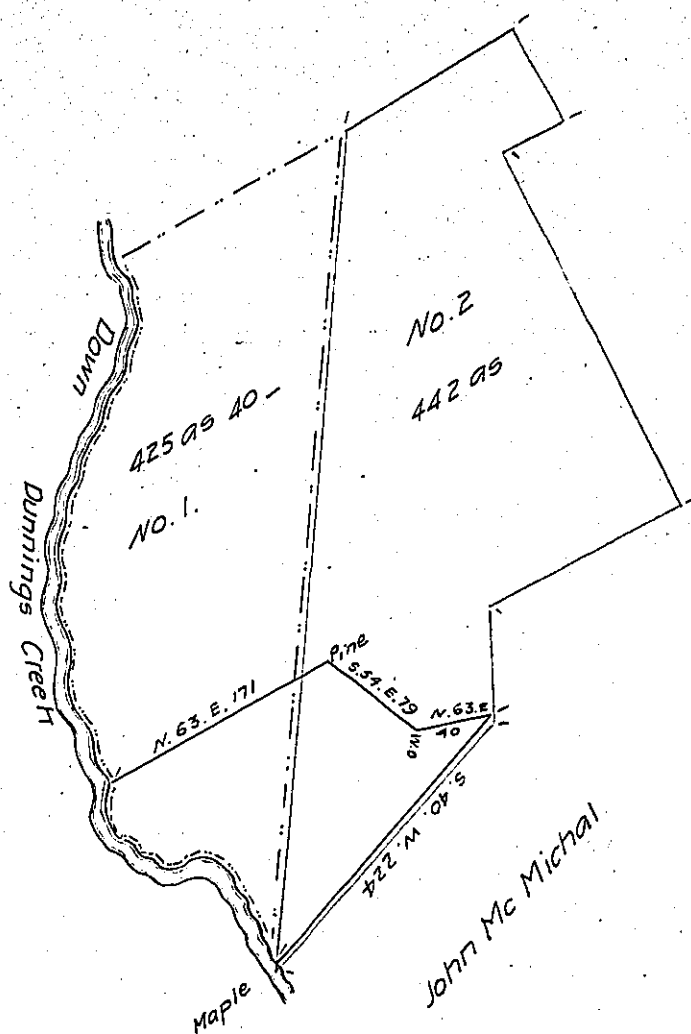 No. 2
442 as
425 as 40 -
No. 1.
Down
Dunnings Creek
Pine
S.54.E.79
N. 63. E. 171
N. 63. E
40
W.O
S.40. W. 224
John Mc Michal
Maple